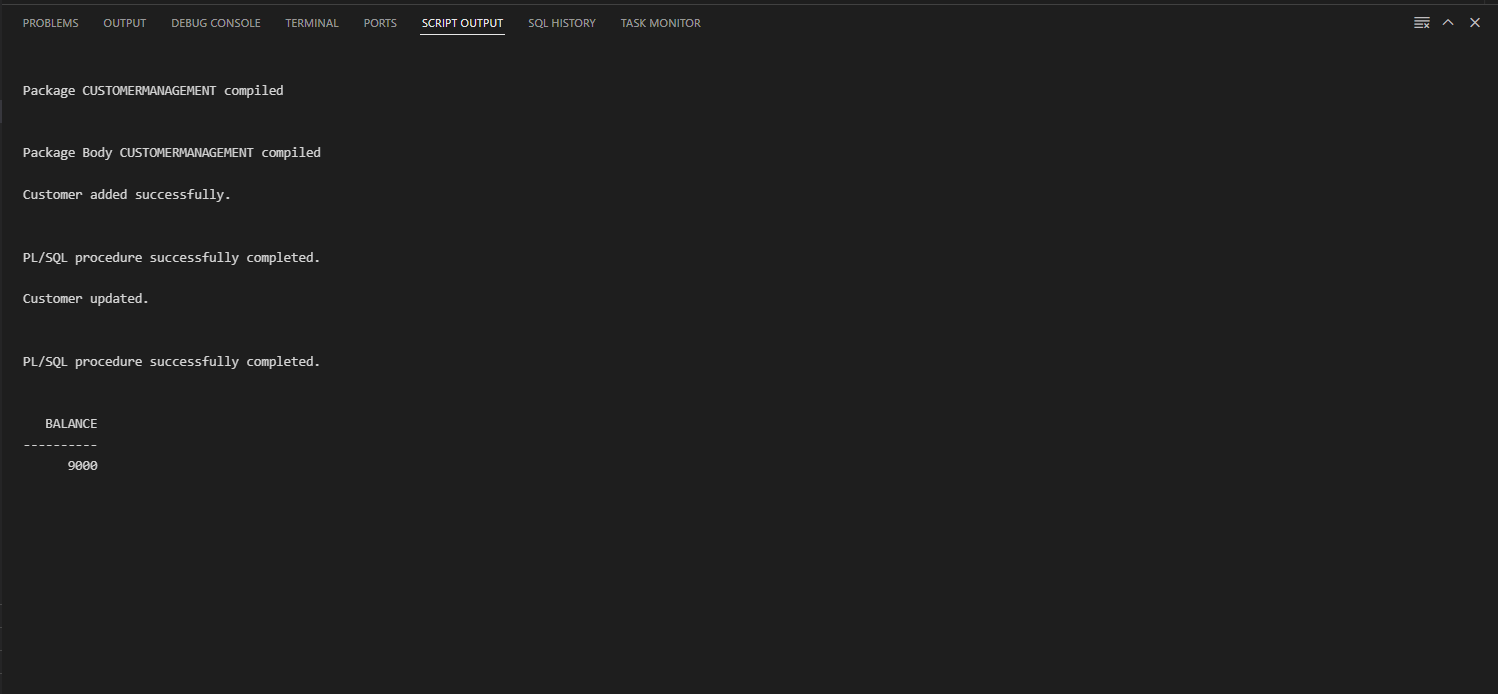 PROBLEMS OUTPUT DEBUG CONSOLE TERMINAL PORTS SCRIPT OUTPUT SQL HISTORY TASK MONITOR
Package CUSTOMERMANAGEMENT compiled
Package Body CUSTOMERMANAGEMENT compiled
Customer added successfully.
PL/SQL procedure successfully completed.
Customer updated.
PL/SQL procedure successfully completed.
BALANCE
----------
9000